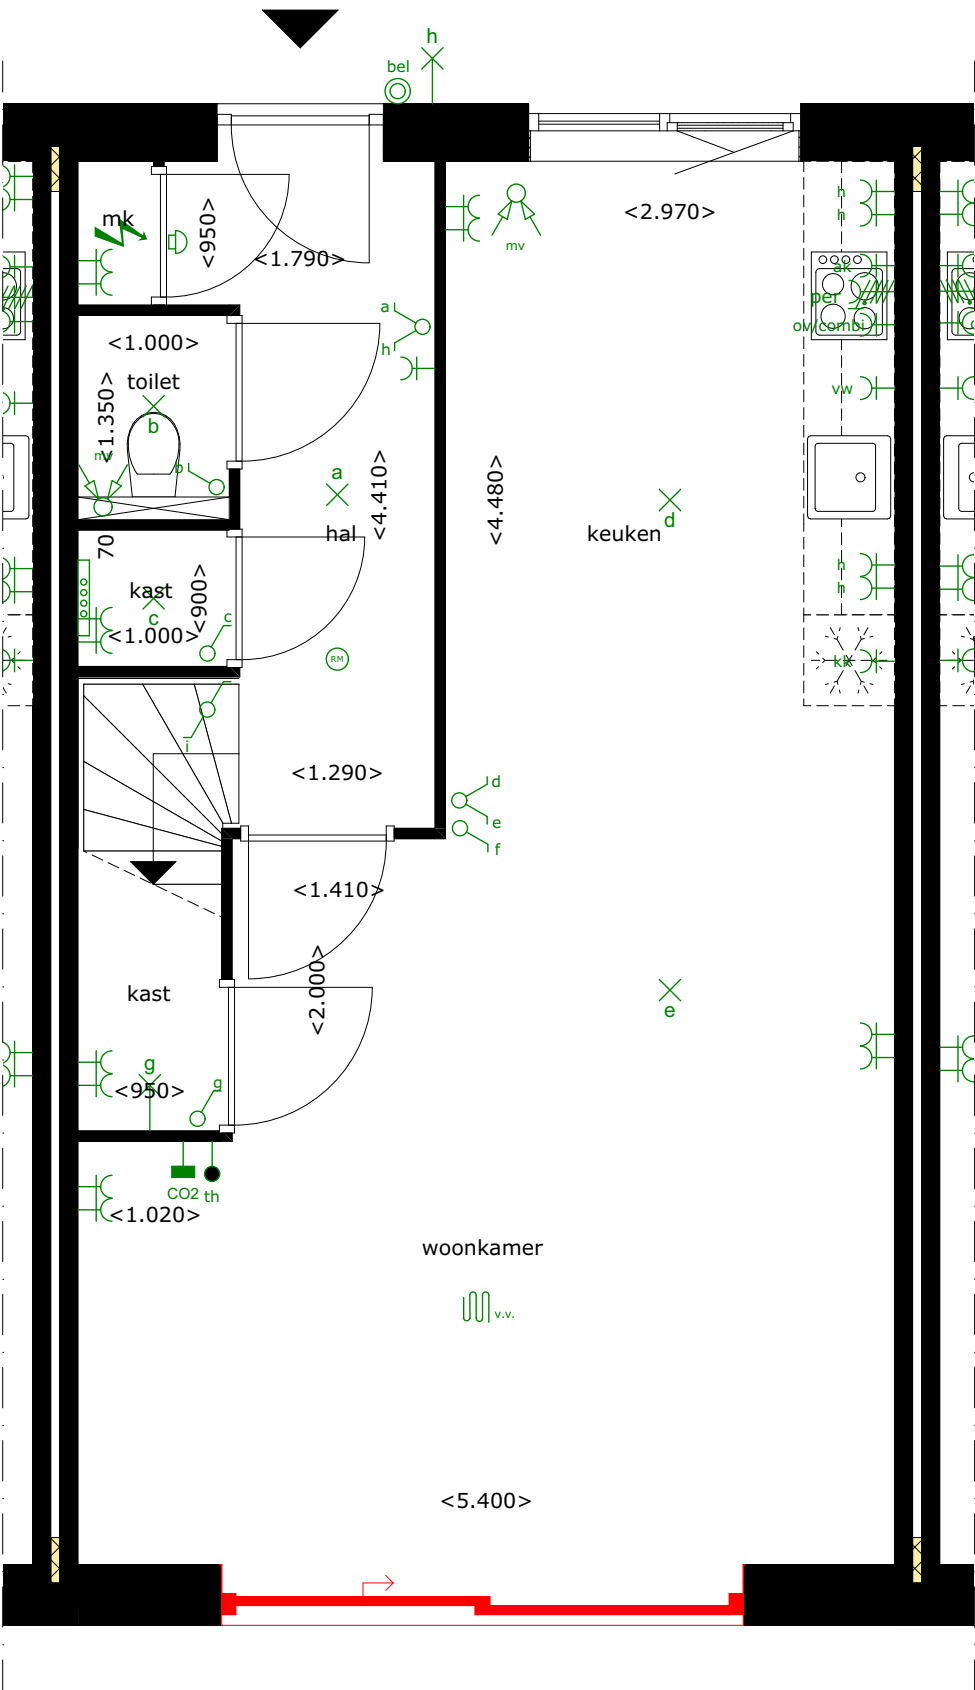 h
bel
mk
<950>
<1.790>
mv
<2.970>
h
h
ak
per
ov/combi
a
h
<1.000>
toilet
<1.350>
b
mv
b
vw
a
<4.410>
<4.480>
hal
d
keuken
70
kast
c
<900>
<1.000>
c
h
h
RM
kk
i
<1.290>
d
e
f
<1.410>
<2.000>
kast
e
g
<950>
g
CO2
th
<1.020>
woonkamer
v.v.
<5.400>